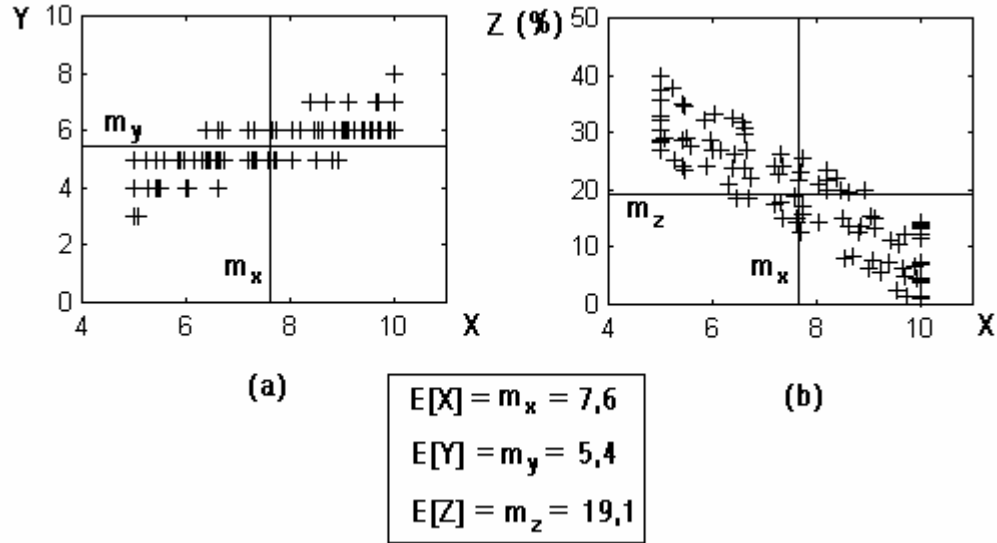 Y
10
8
6
4
2
0
m_y
m_x
4
6
8
10
X
(a)
Z (%)
50
40
30
20
10
0
m_z
m_x
4
6
8
10
X
(b)
E[X] = m_x = 7,6
E[Y] = m_y = 5,4
E[Z] = m_z = 19,1